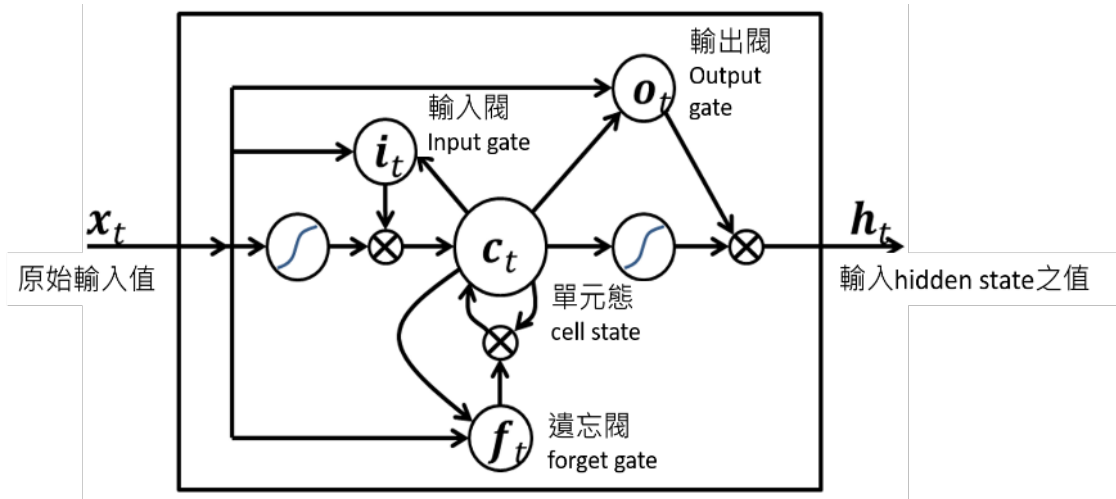 輸出閥
Output
gate
o_t
輸入閥
Input gate
i_t
x_t
原始輸入值
c_t
h_t
輸入hidden state之值
單元態
cell state
遺忘閥
forget gate
f_t